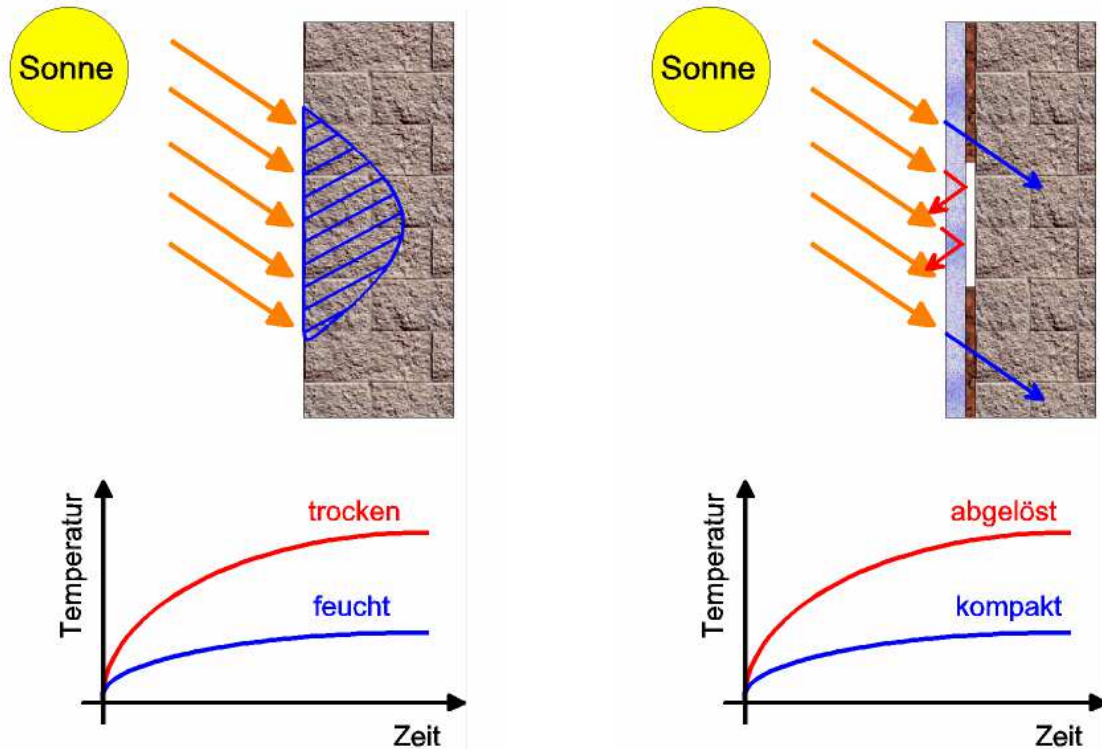 Sonne
Sonne
Temperatur
trocken
feucht
Zeit
Temperatur
abgelöst
kompakt
Zeit